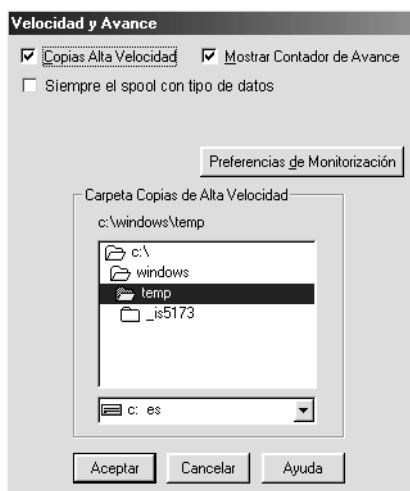 Velocidad y Avance
Copias Alta Velocidad
Mostrar Contador de Avance
Siempre el spool con tipo de datos
Preferencias de Monitorización
Carpeta Copias de Alta Velocidad
c:\windows\temp
c:\
windows
temp
_is5173
c: es
Aceptar
Cancelar
Ayuda